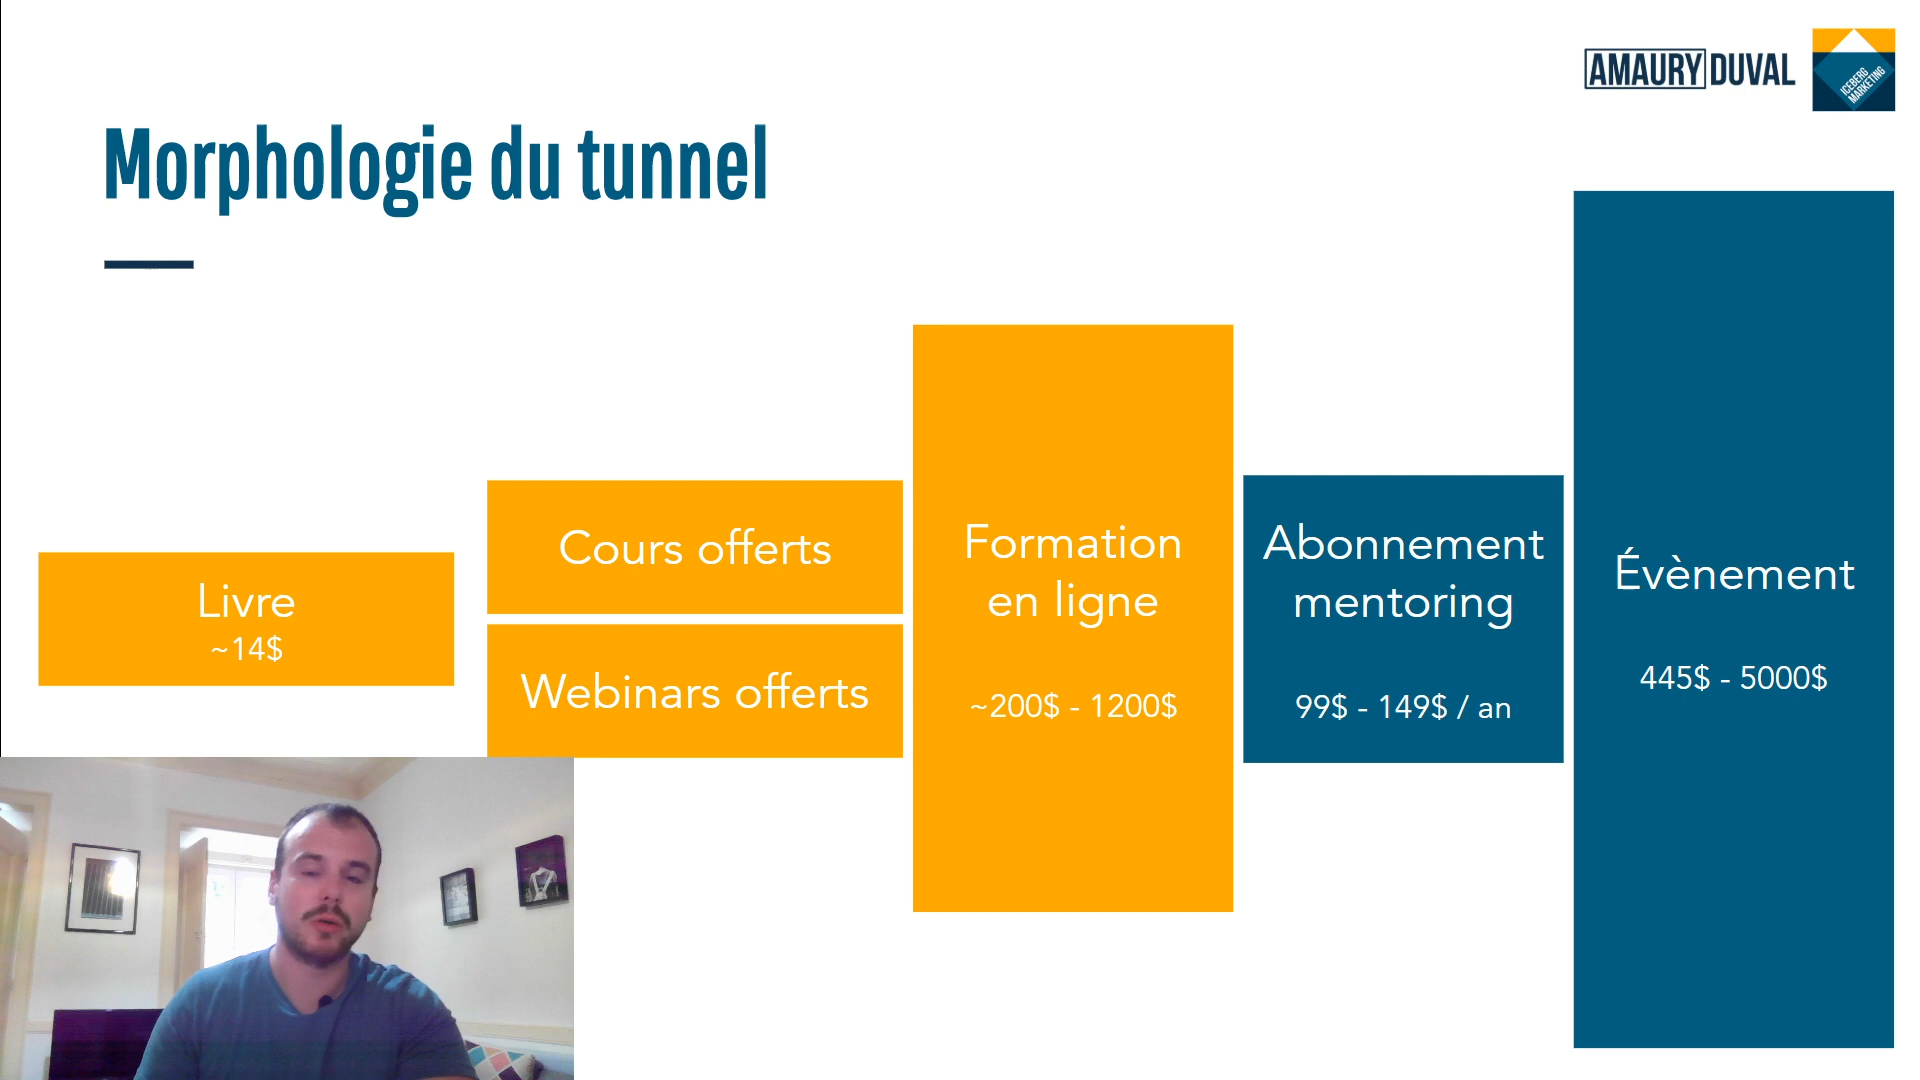 AMAURY DUVAL
ICEBERG
MARKETING
Morphologie du tunnel
Livre
~14$
Cours offerts
Webinars offerts
Formation
en ligne
~200$ - 1200$
Abonnement
mentoring
99$ - 149$ / an
Évènement
445$ - 5000$